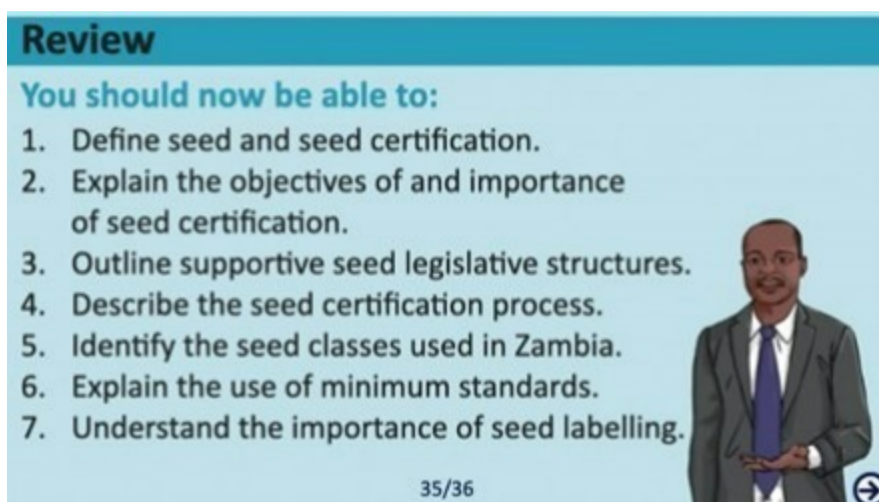 Review
You should now be able to:
1. Define seed and seed certification.
2. Explain the objectives of and importance
of seed certification.
3. Outline supportive seed legislative structures.
4. Describe the seed certification process.
5. Identify the seed classes used in Zambia.
6. Explain the use of minimum standards.
7. Understand the importance of seed labelling.
35/36